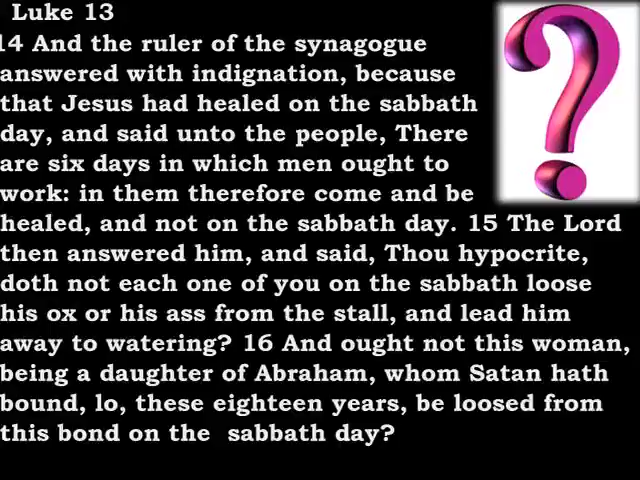 Luke 13
14 And the ruler of the synagogue
answered with indignation, because
that Jesus had healed on the sabbath
day, and said unto the people, There
are six days in which men ought to
work: in them therefore come and be
healed, and not on the sabbath day. 15 The Lord
then answered him, and said, Thou hypocrite,
doth not each one of you on the sabbath loose
his ox or his ass from the stall, and lead him
away to watering? 16 And ought not this woman,
being a daughter of Abraham, whom Satan hath
bound, lo, these eighteen years, be loosed from
this bond on the sabbath day?
?